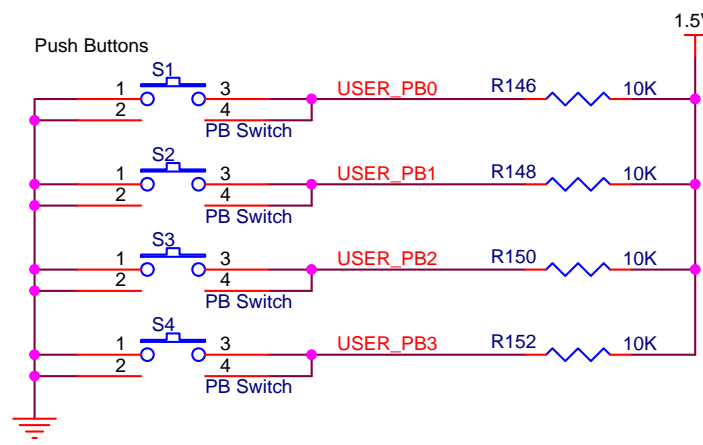 1.5V
Push Buttons
S1
1 3 USER_PB0 R146 10K
2 4
PB Switch
S2
1 3 USER_PB1 R148 10K
2 4
PB Switch
S3
1 3 USER_PB2 R150 10K
2 4
PB Switch
S4
1 3 USER_PB3 R152 10K
2 4
PB Switch